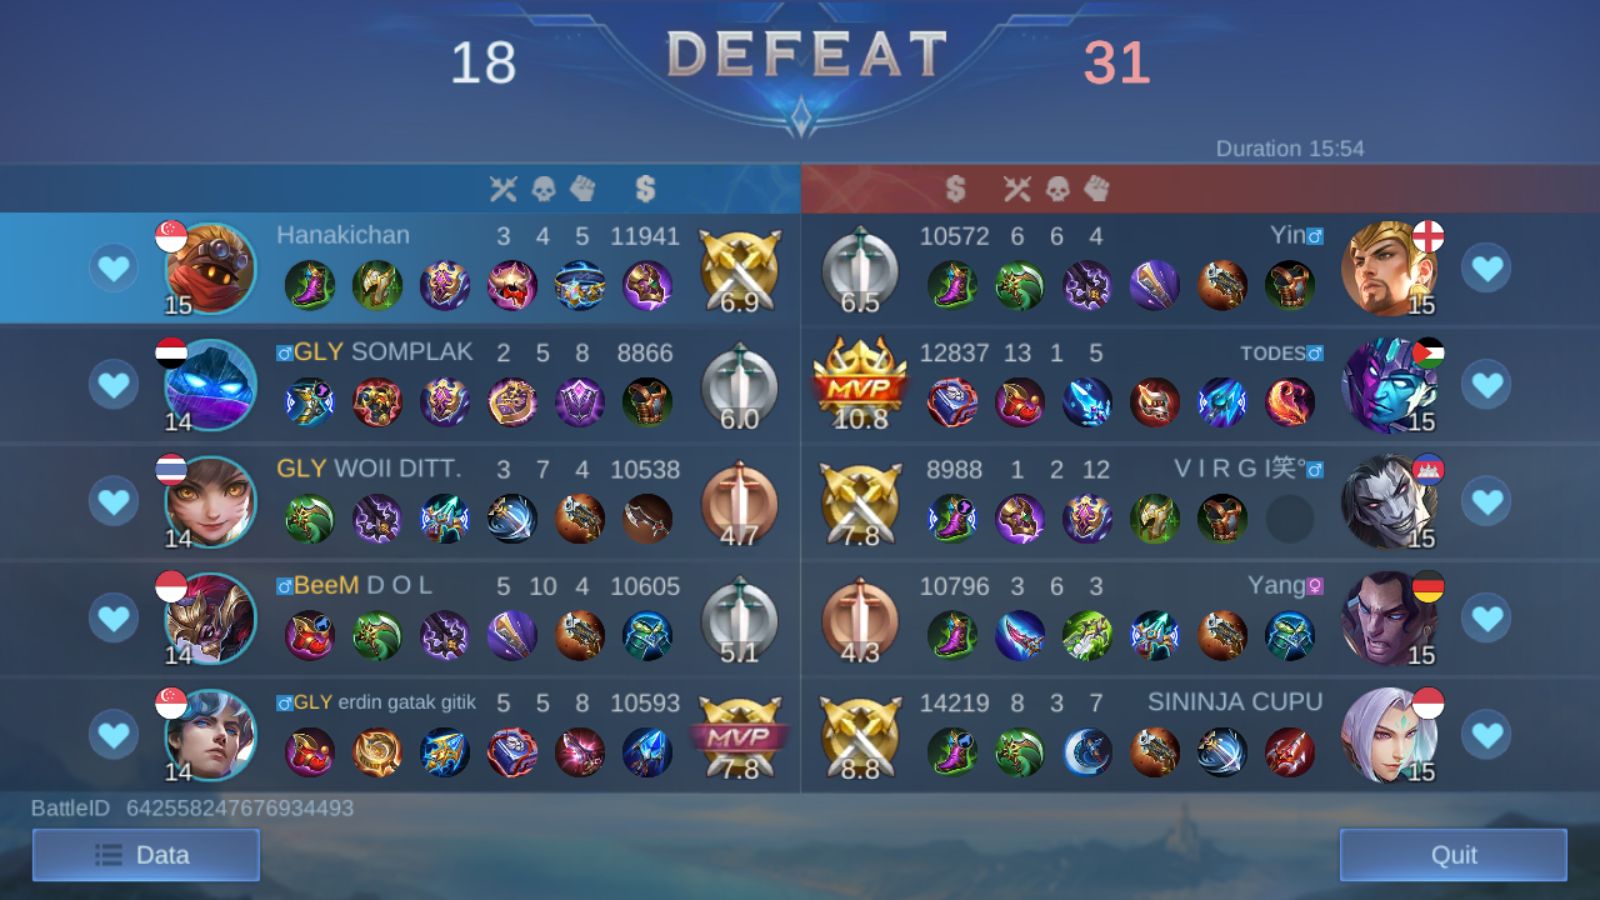 18 DEFEAT 31
Duration 15:54
Hanakichan 3 4 5 11941
15 6.9
10572 6 6 4 Yin
6.5 15
GLY SOMPLAK 2 5 8 8866
14 6.0
12837 13 1 5 TODES
MVP
10.8 15
GLY WOII DITT. 3 7 4 10538
14 4.7
8988 1 2 12 V I R G I笑°
7.8 15
BeeM D O L 5 10 4 10605
14 5.1
10796 3 6 3 Yang
4.3 15
GLY erdin gatak gitik 5 5 8 10593
MVP
14 7.8
14219 8 3 7 SININJA CUPU
8.8 15
BattleID 642558247676934493
Data
Quit